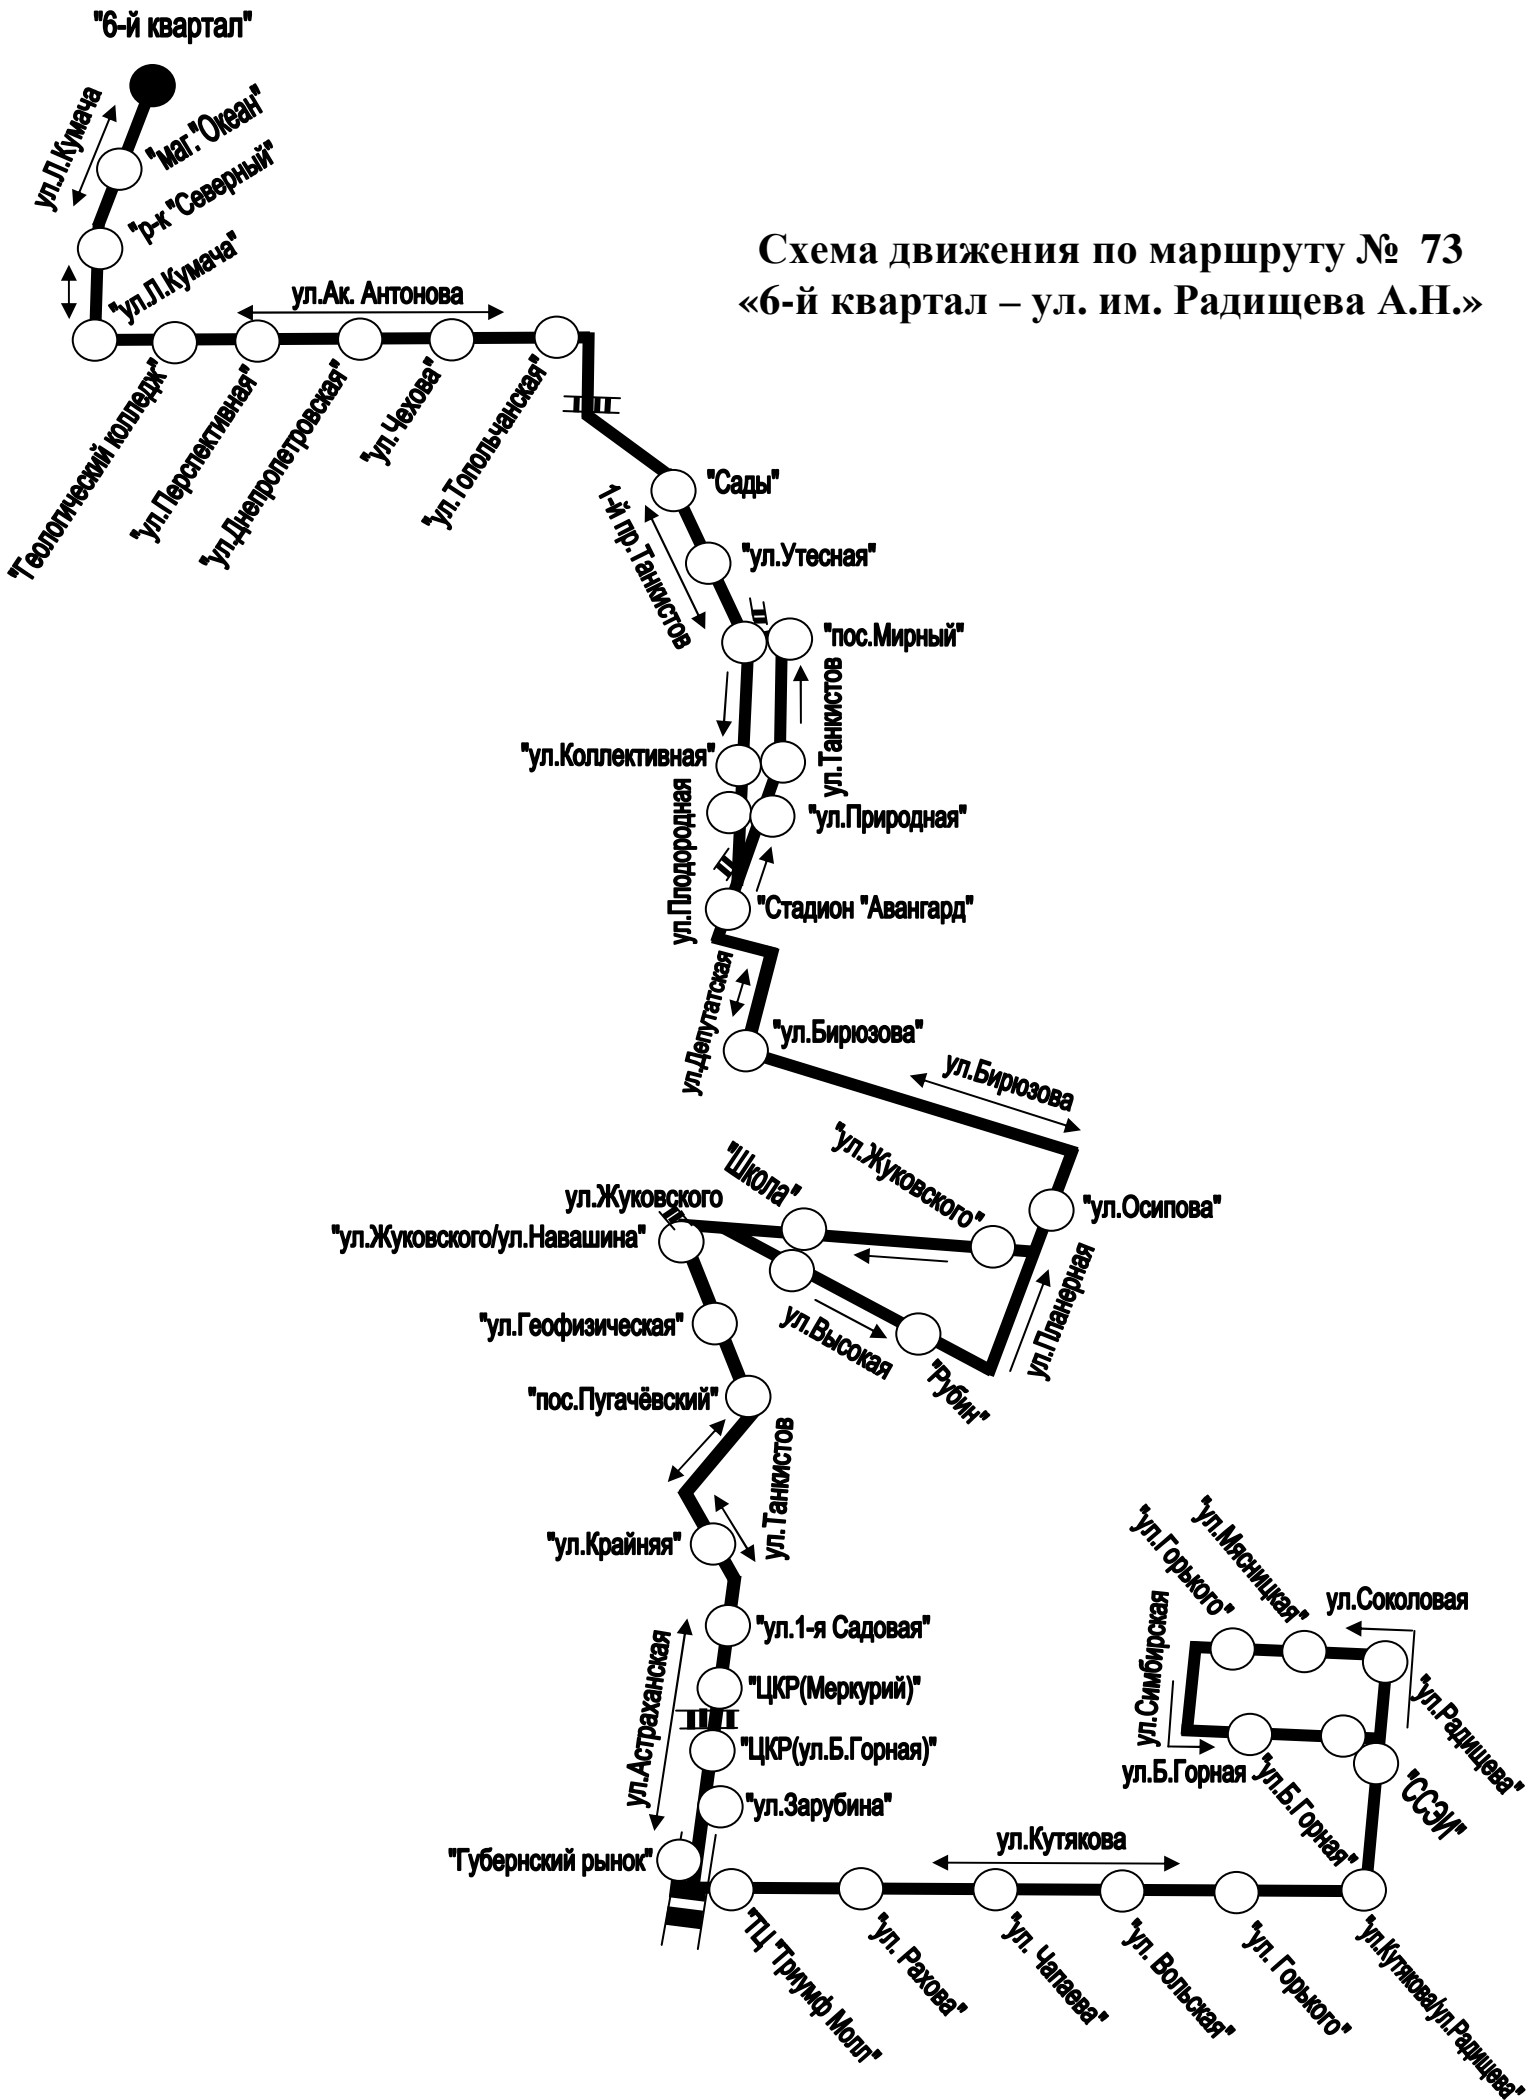 "6-й квартал"
ул.Л.Кумача
"маг."Океан"
"р-к "Северный"
"ул.Л.Кумача"
Схема движения по маршруту № 73
«6-й квартал – ул. им. Радищева А.Н.»
ул.Ак. Антонова
"Геологический колледж"
"ул.Перспективная"
"ул.Днепропетровская"
"ул.Чехова"
"ул.Топольчанская"
"Сады"
1-й пр.Танкистов
"ул.Утесная"
"пос.Мирный"
ул.Танкистов
"ул.Коллективная"
ул.Плодородная
"ул.Природная"
"Стадион "Авангард"
ул.Депутатская
"ул.Бирюзова"
ул.Бирюзова
"ул.Жуковского"
"Школа"
ул.Жуковского
"ул.Осипова"
"ул.Жуковского/ул.Навашина"
ул.Планерная
"ул.Геофизическая"
ул.Высокая
"Рубин"
"пос.Пугачёвский"
ул.Танкистов
"ул.Крайняя"
"ул.Горького"
"ул.Мясницкая"
ул.Соколовая
ул.Симбирская
"ул.1-я Садовая"
ул.Астраханская
"ЦКР(Меркурий)"
"ул.Радищева"
"ЦКР(ул.Б.Горная)"
ул.Б.Горная
"ул.Б.Горная"
"ССЭИ"
"ул.Зарубина"
"Губернский рынок"
ул.Кутякова
"ТЦ "Триумф Молл"
"ул. Рахова"
"ул. Чапаева"
"ул. Вольская"
"ул. Горького"
"ул.Кутякова/ул.Радищева"